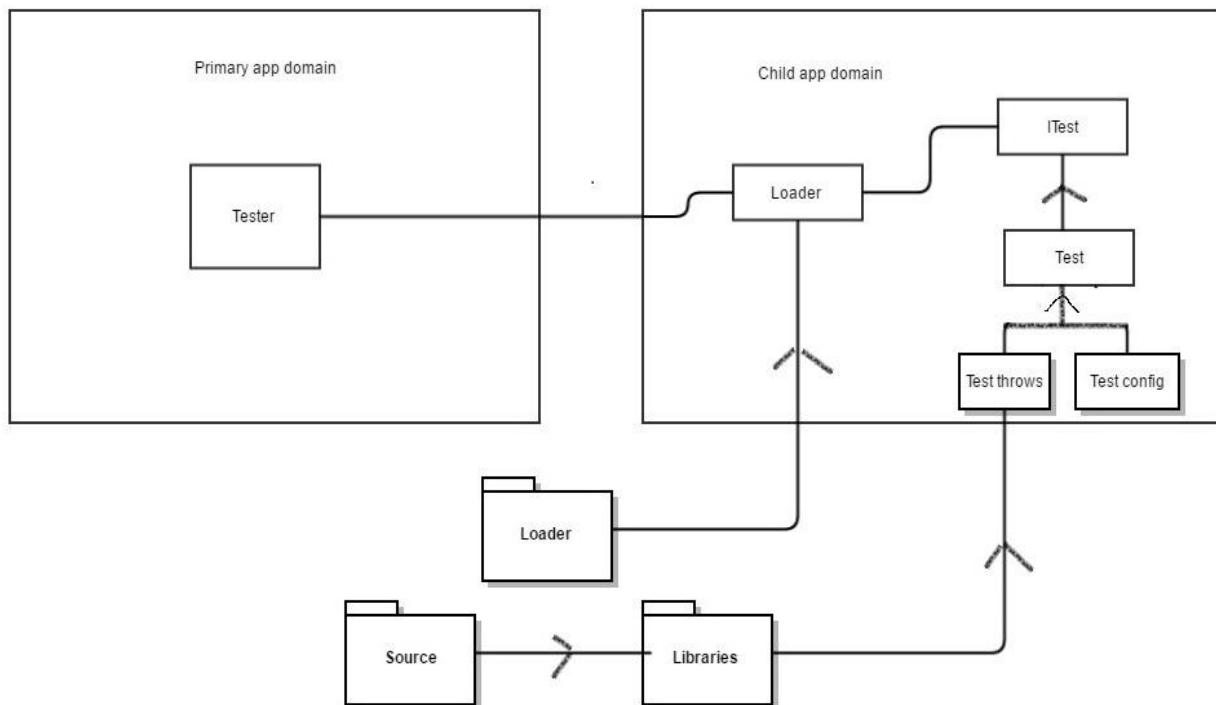 Primary app domain
Child app domain
ITest
Loader
Tester
Test
Test throws
Test config
Loader
Source
Libraries